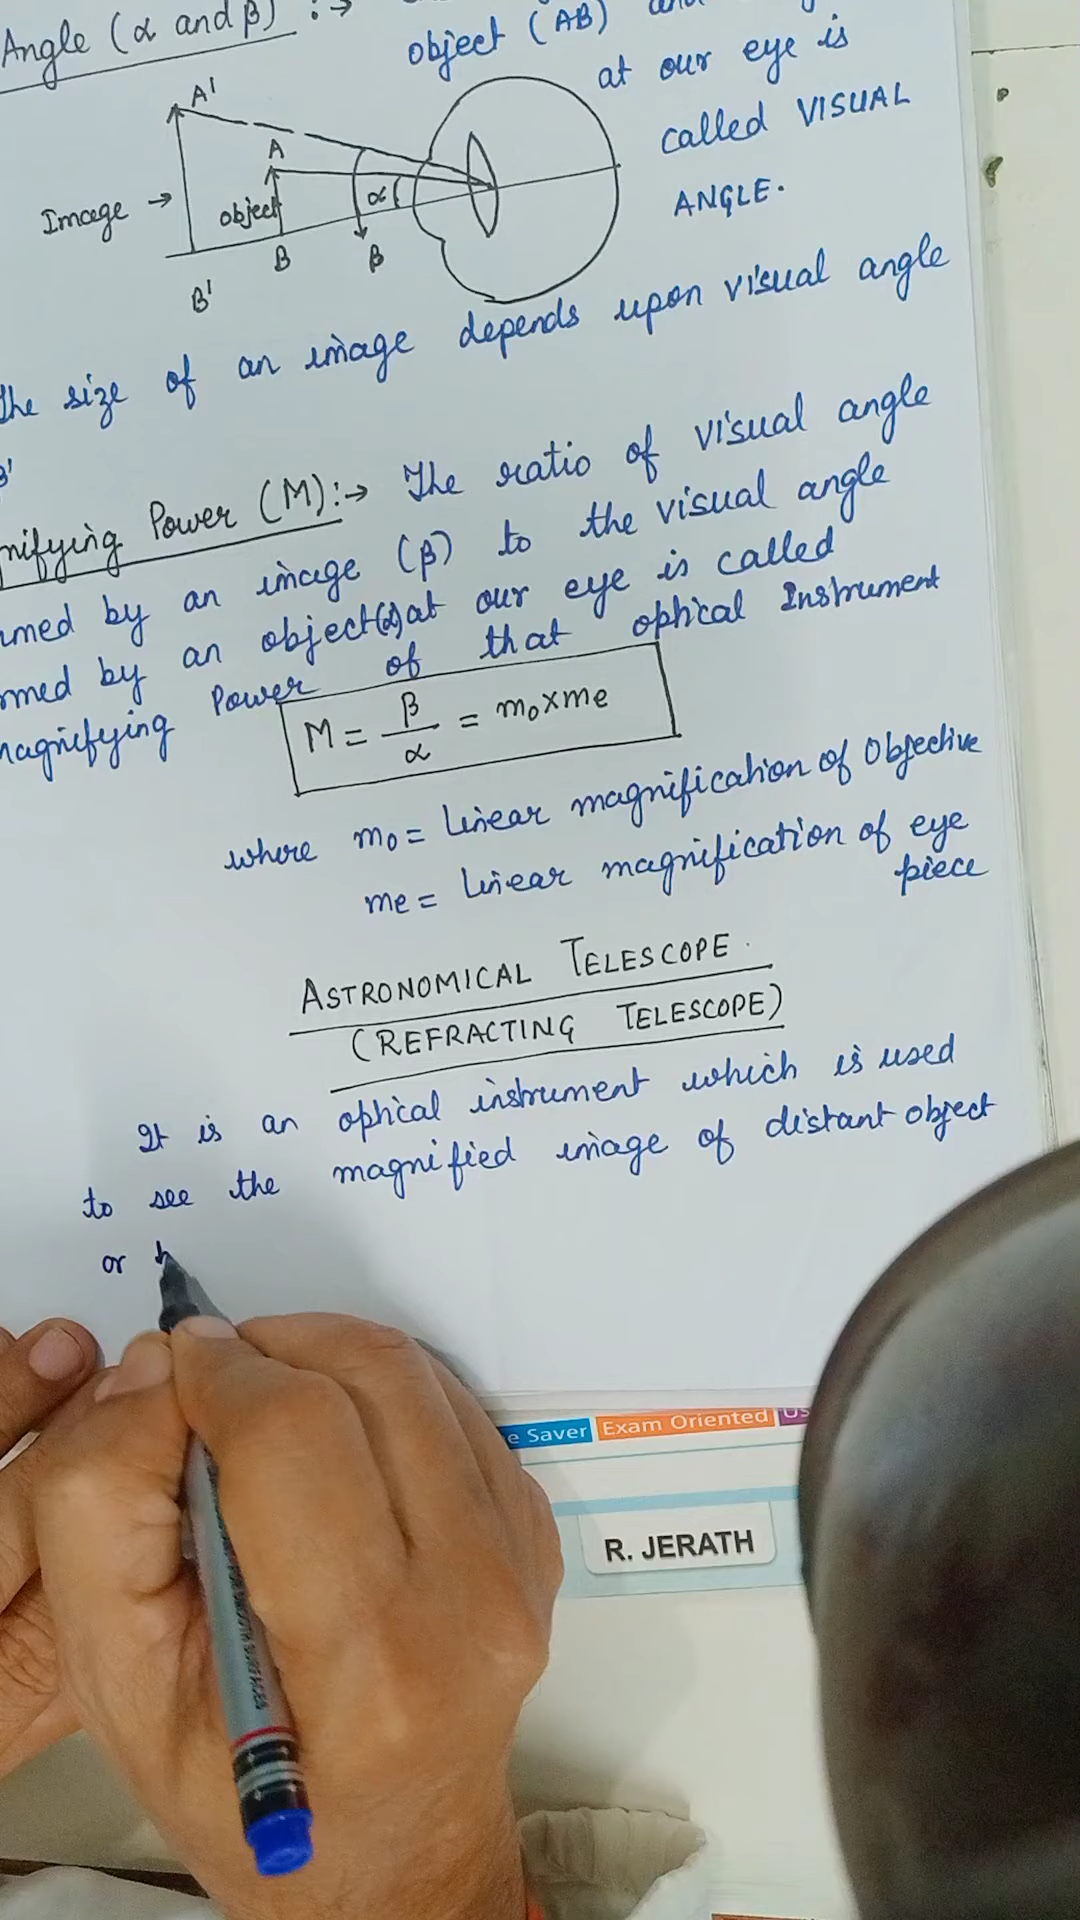 Angle (α and β) :→
object (AB)
at our eye is
called VISUAL
ANGLE.
A'
A
Image →
object
α
B
β
B'
The size of an image depends upon visual angle
Power (M):→ The ratio of visual angle
by an image (β) to the visual angle
by an object(α)at our eye is called
magnifying Power of that optical Instrument
M = β/α = mo×me
where mo = Linear magnification of Objective
me = Linear magnification of eye
piece
ASTRONOMICAL TELESCOPE.
(REFRACTING TELESCOPE)
It is an optical instrument which is used
to see the magnified image of distant object
or
Saver Exam Oriented
R. JERATH